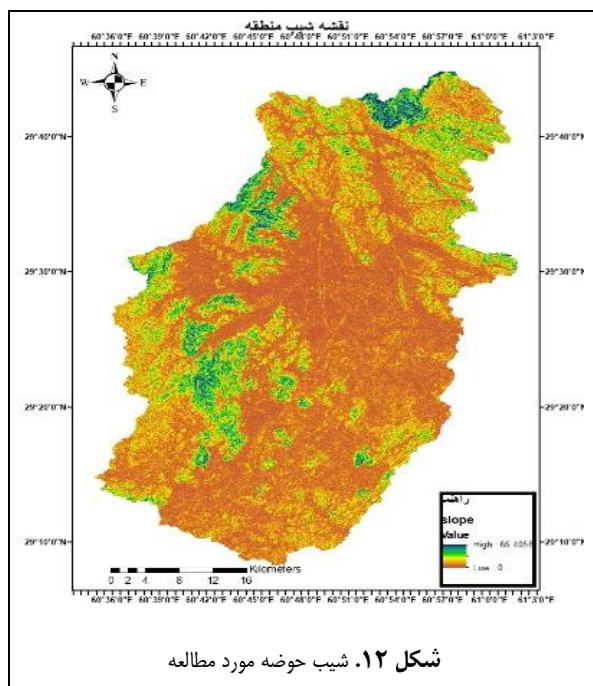 نقشه شیب منطقه
60°36'0"E 60°39'0"E 60°42'0"E 60°45'0"E 60°48'0"E 60°51'0"E 60°54'0"E 60°57'0"E 61°0'0"E 61°3'0"E
N
W E
S
29°40'0"N 29°40'0"N
29°30'0"N 29°30'0"N
29°20'0"N 29°20'0"N
29°10'0"N 29°10'0"N
راهنما
slope
Value
High : 65.4056
Low : 0
Kilometers
0 2 4 8 12 16
60°36'0"E 60°39'0"E 60°42'0"E 60°45'0"E 60°48'0"E 60°51'0"E 60°54'0"E 60°57'0"E 61°0'0"E 61°3'0"E
شکل ۱۲. شیب حوضه مورد مطالعه